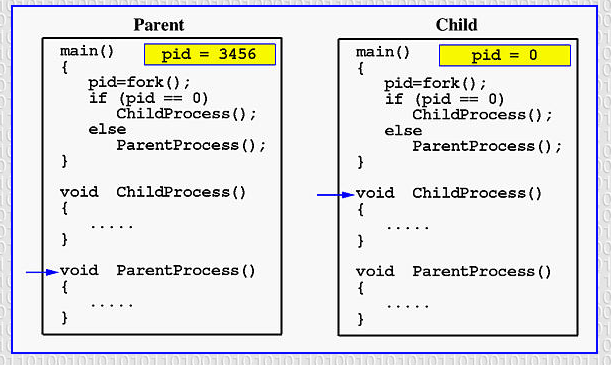 Parent
main()
pid = 3456
{
pid=fork();
if (pid == 0)
ChildProcess();
else
ParentProcess();
}
void ChildProcess()
{
.....
}
void ParentProcess()
{
.....
}
Child
main()
pid = 0
{
pid=fork();
if (pid == 0)
ChildProcess();
else
ParentProcess();
}
void ChildProcess()
{
.....
}
void ParentProcess()
{
.....
}